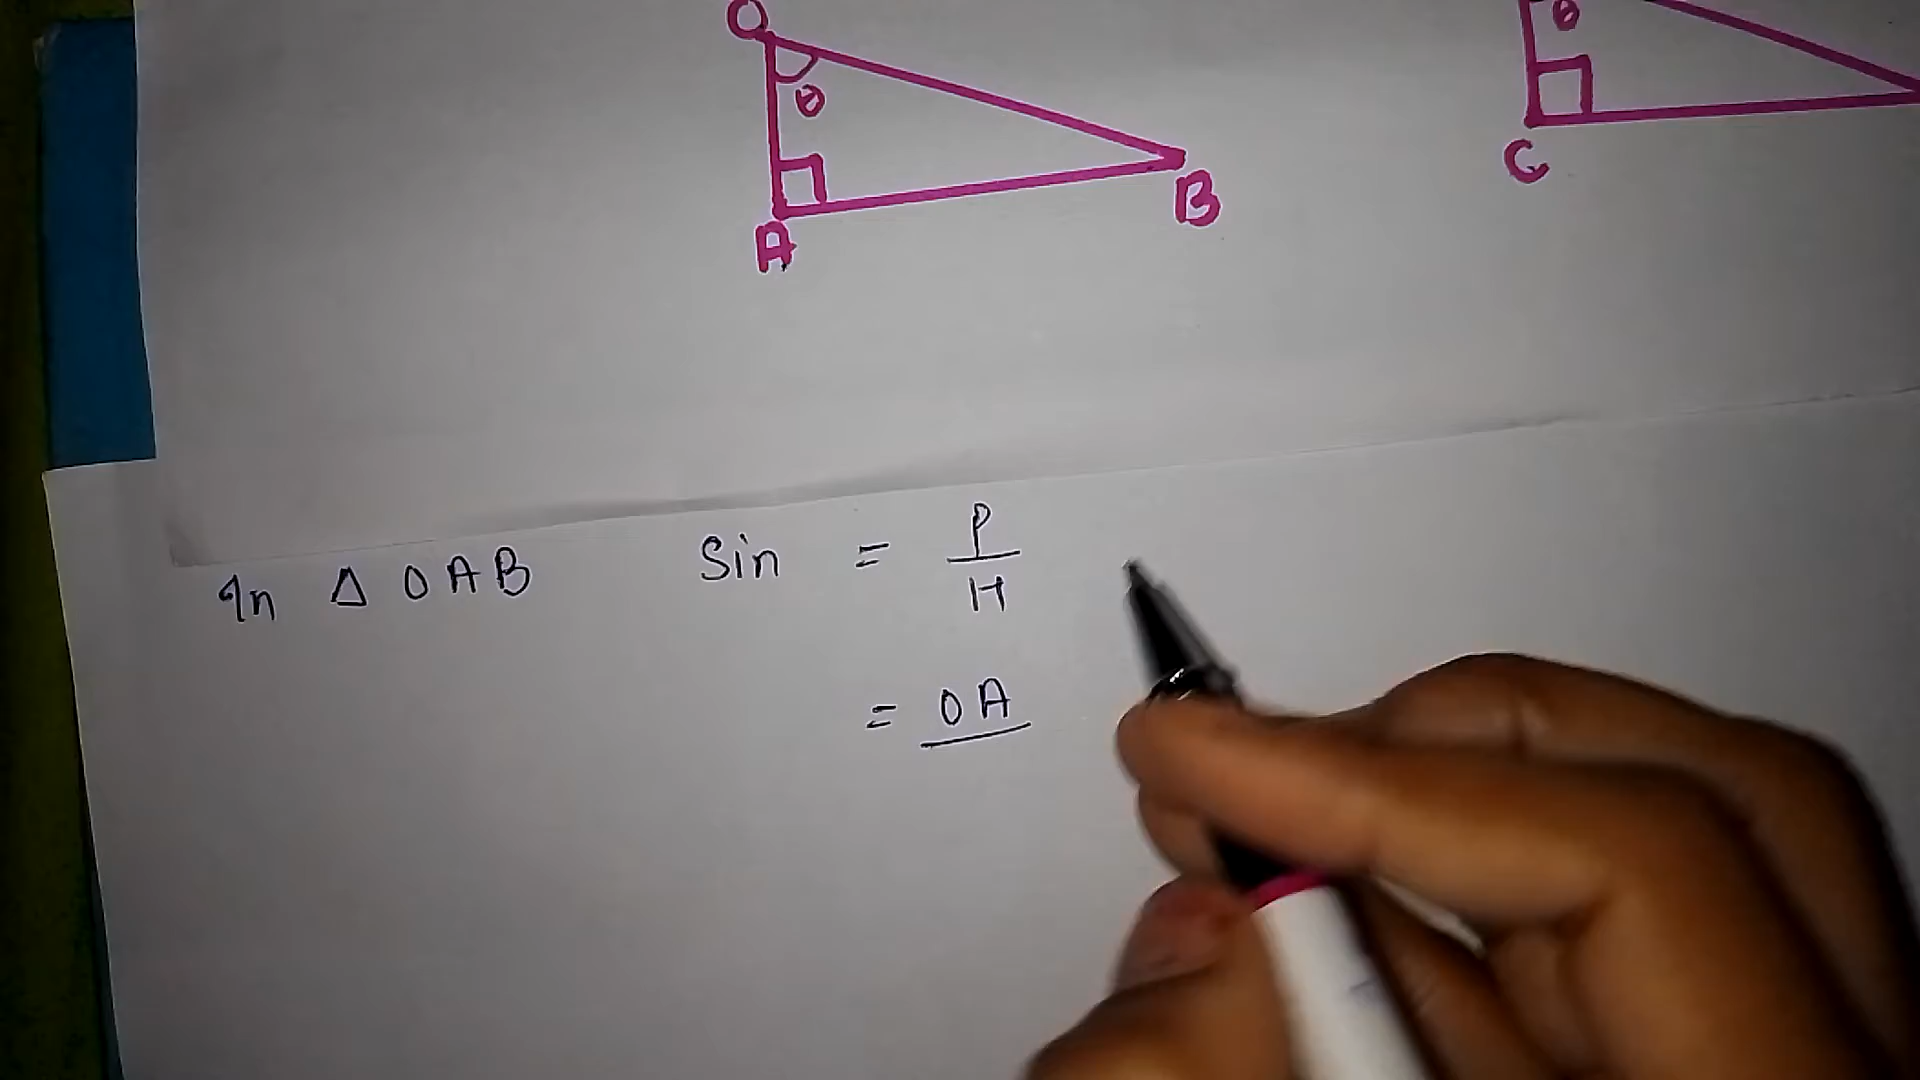 O
θ
θ
A
B
C
In Δ OAB Sin = P/H
= OA